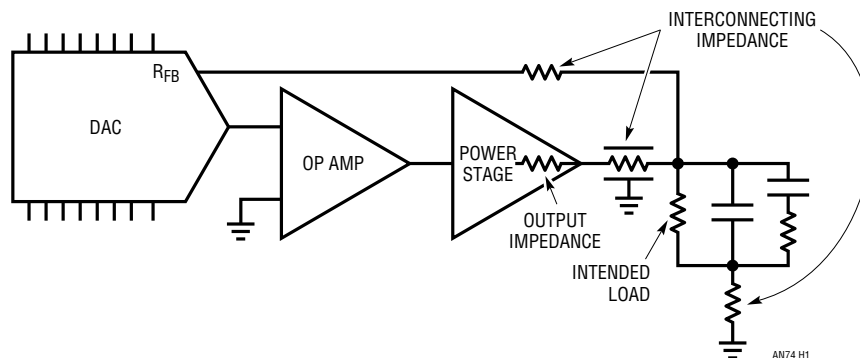 INTERCONNECTING
IMPEDANCE
RFB
DAC
OP AMP
POWER
STAGE
OUTPUT
IMPEDANCE
INTENDED
LOAD
AN74 H1